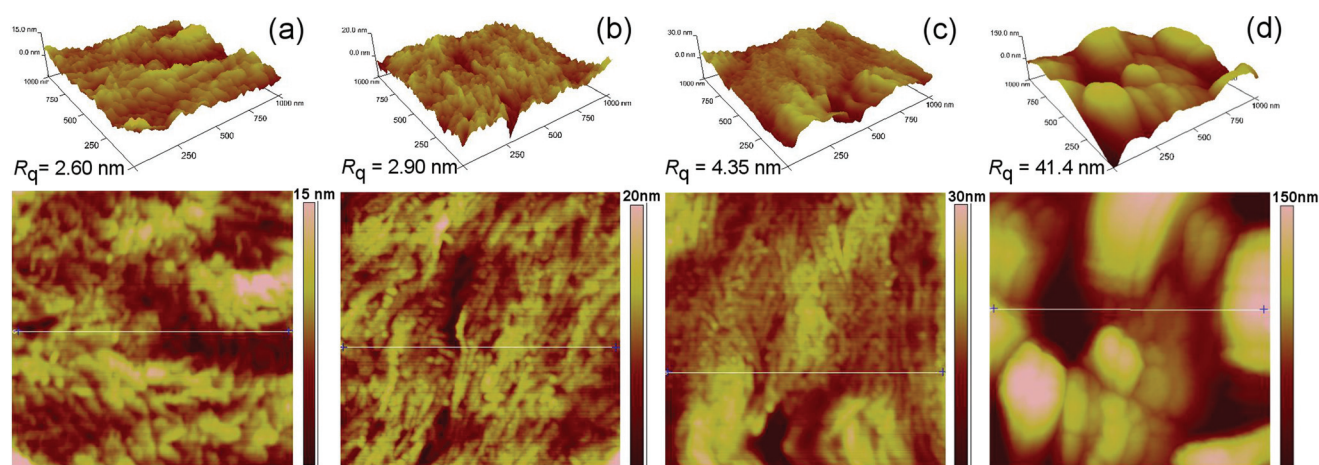 (a)
15.0 nm
0.0 nm
1000 nm
750
500
250
250
500
750
1000 nm
Rq= 2.60 nm
15 nm
(b)
20.0 nm
0.0 nm
1000 nm
750
500
250
250
500
750
1000 nm
Rq = 2.90 nm
20nm
(c)
30.0 nm
0.0 nm
1000 nm
750
500
250
250
500
750
1000 nm
Rq = 4.35 nm
30nm
(d)
150.0 nm
0.0 nm
1000 nm
750
500
250
250
500
750
1000 nm
Rq = 41.4 nm
150nm